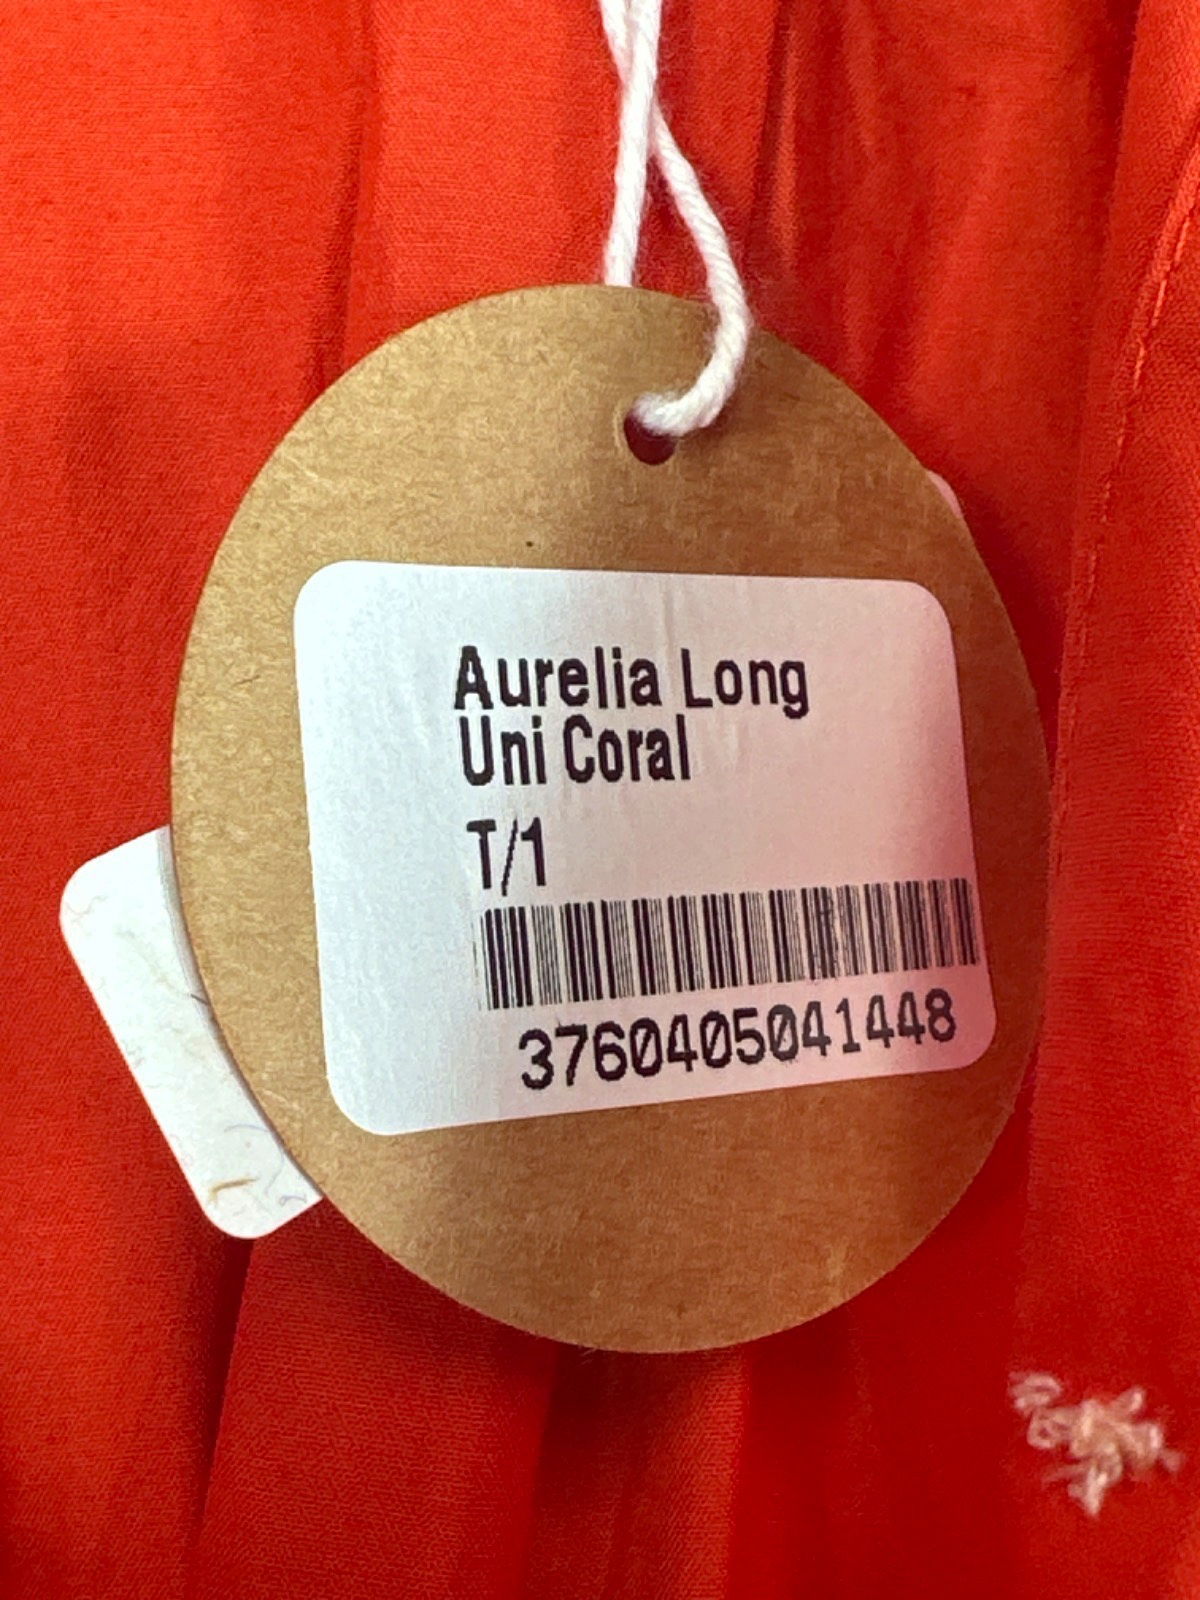 Aurelia Long
Uni Coral
T/1
3760405041448